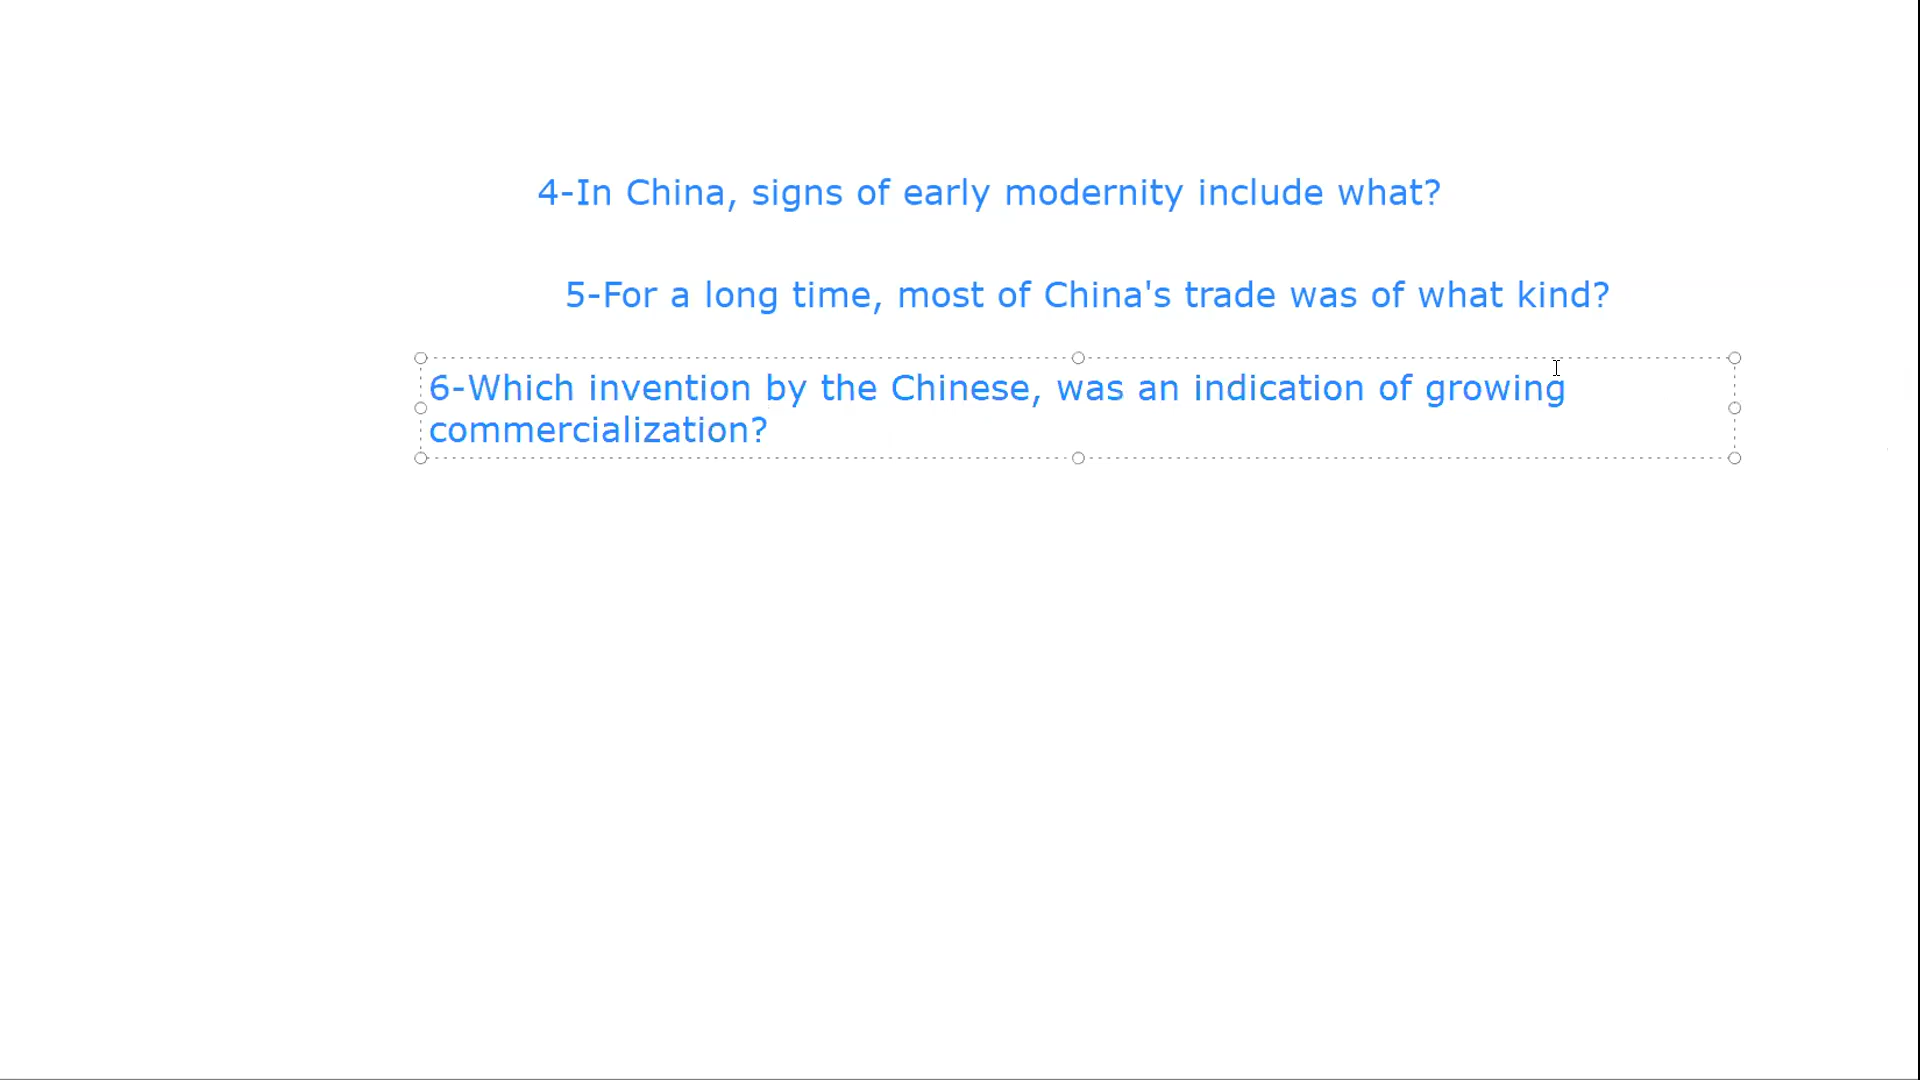 4-In China, signs of early modernity include what?
5-For a long time, most of China's trade was of what kind?
6-Which invention by the Chinese, was an indication of growing
commercialization?